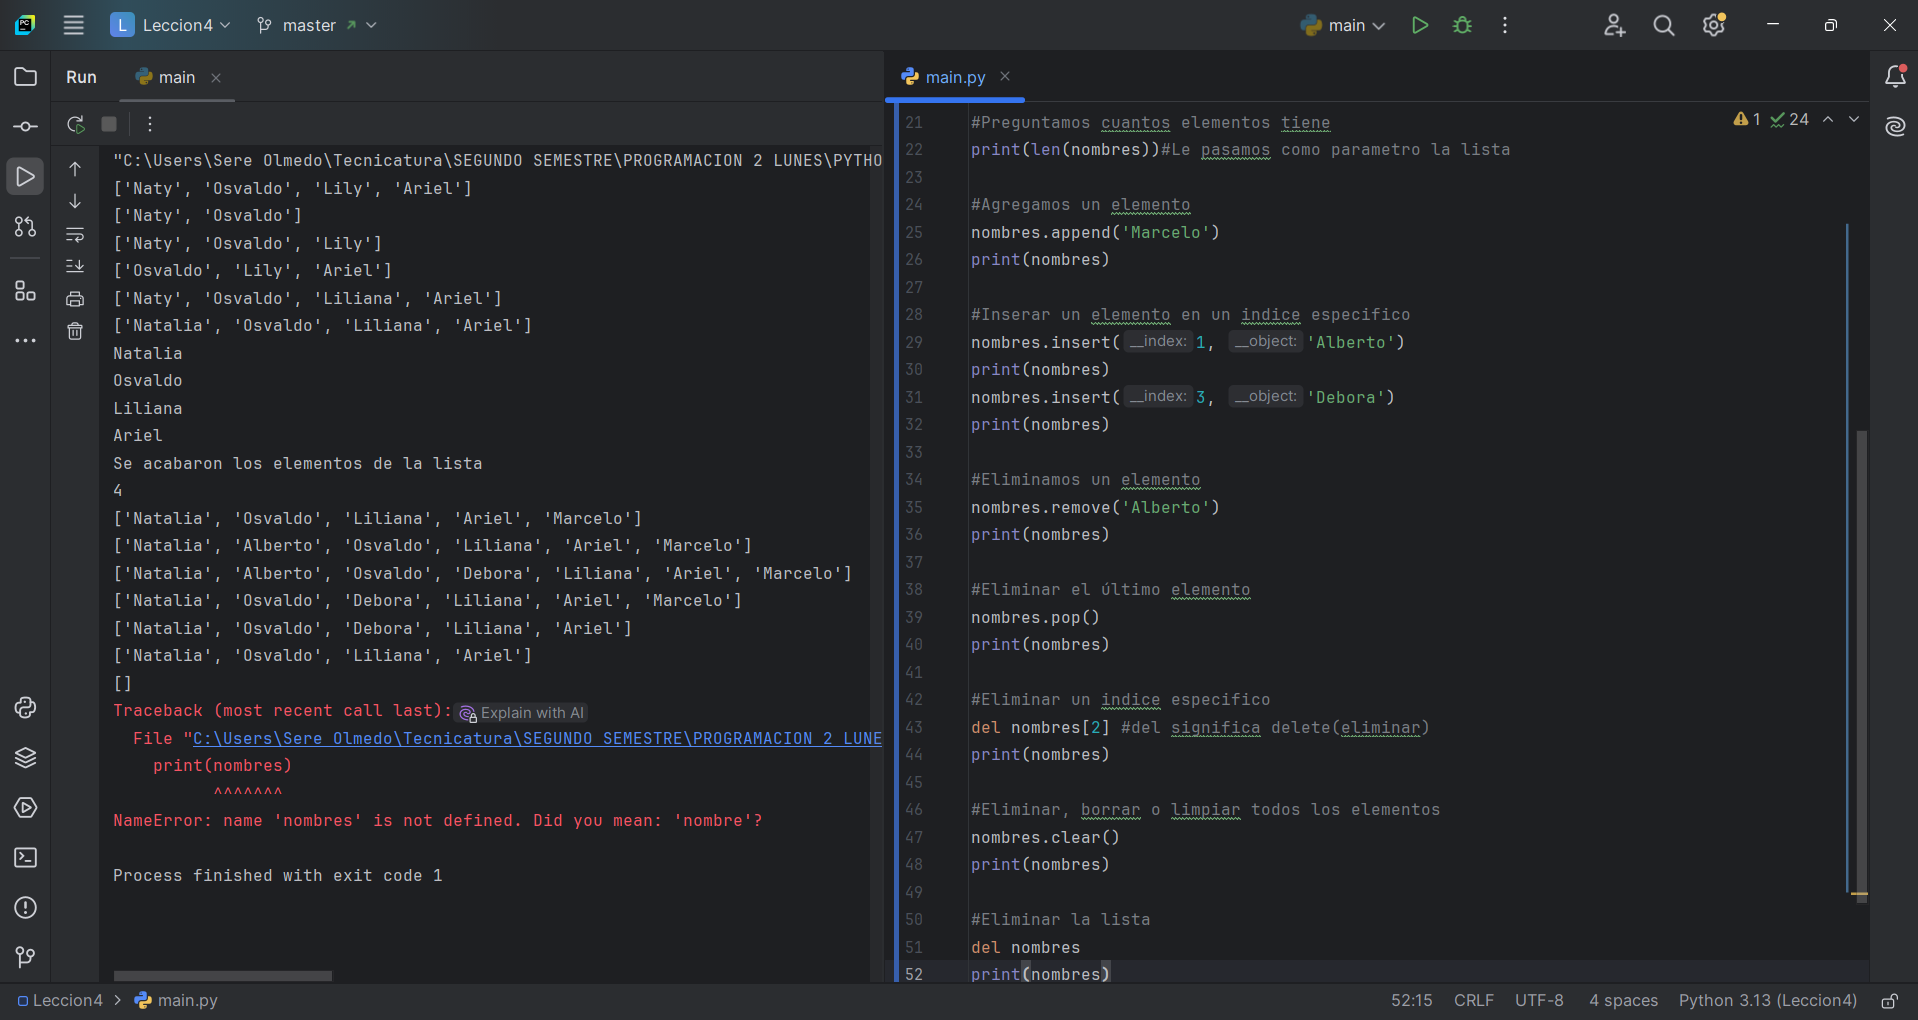 L Leccion4 master main
Run main main.py
"C:\Users\Sere Olmedo\Tecnicatura\SEGUNDO SEMESTRE\PROGRAMACION 2 LUNES\PYTHO
['Naty', 'Osvaldo', 'Lily', 'Ariel']
['Naty', 'Osvaldo']
['Naty', 'Osvaldo', 'Lily']
['Osvaldo', 'Lily', 'Ariel']
['Naty', 'Osvaldo', 'Liliana', 'Ariel']
['Natalia', 'Osvaldo', 'Liliana', 'Ariel']
Natalia
Osvaldo
Liliana
Ariel
Se acabaron los elementos de la lista
4
['Natalia', 'Osvaldo', 'Liliana', 'Ariel', 'Marcelo']
['Natalia', 'Alberto', 'Osvaldo', 'Liliana', 'Ariel', 'Marcelo']
['Natalia', 'Alberto', 'Osvaldo', 'Debora', 'Liliana', 'Ariel', 'Marcelo']
['Natalia', 'Osvaldo', 'Debora', 'Liliana', 'Ariel', 'Marcelo']
['Natalia', 'Osvaldo', 'Debora', 'Liliana', 'Ariel']
['Natalia', 'Osvaldo', 'Liliana', 'Ariel']
[]
Traceback (most recent call last): Explain with AI
File "C:\Users\Sere Olmedo\Tecnicatura\SEGUNDO SEMESTRE\PROGRAMACION 2 LUNE
print(nombres)
^^^^^^^
NameError: name 'nombres' is not defined. Did you mean: 'nombre'?
Process finished with exit code 1
1 24
21 #Preguntamos cuantos elementos tiene
22 print(len(nombres))#Le pasamos como parametro la lista
23
24 #Agregamos un elemento
25 nombres.append('Marcelo')
26 print(nombres)
27
28 #Inserar un elemento en un indice especifico
29 nombres.insert( __index: 1, __object: 'Alberto')
30 print(nombres)
31 nombres.insert( __index: 3, __object: 'Debora')
32 print(nombres)
33
34 #Eliminamos un elemento
35 nombres.remove('Alberto')
36 print(nombres)
37
38 #Eliminar el último elemento
39 nombres.pop()
40 print(nombres)
41
42 #Eliminar un indice especifico
43 del nombres[2] #del significa delete(eliminar)
44 print(nombres)
45
46 #Eliminar, borrar o limpiar todos los elementos
47 nombres.clear()
48 print(nombres)
49
50 #Eliminar la lista
51 del nombres
52 print(nombres)
Leccion4 > main.py 52:15 CRLF UTF-8 4 spaces Python 3.13 (Leccion4)